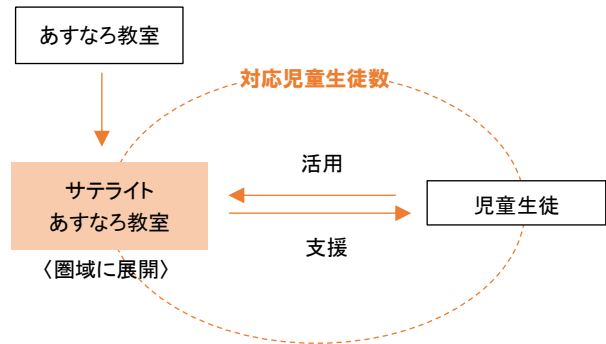 あすなろ教室
対応児童生徒数
活用
サテライト
あすなろ教室
児童生徒
支援
〈圏域に展開〉